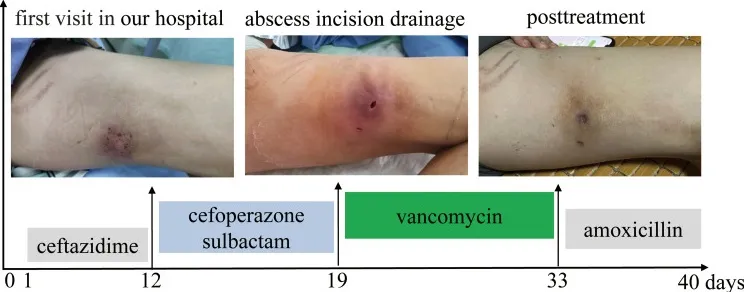 first visit in our hospital
abscess incision drainage
posttreatment
ceftazidime
cefoperazone
sulbactam
vancomycin
amoxicillin
0 1 12 19 33 40 days